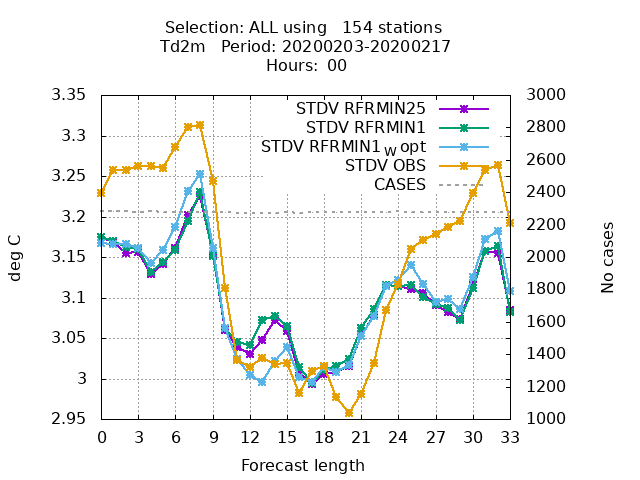 Selection: ALL using   154 stations
Td2m   Period: 20200203-20200217
Hours:  00
3.35
3.3
3.25
3.2
3.15
3.1
3.05
3
2.95
deg C
STDV RFRMIN25
STDV RFRMIN1
STDV RFRMIN1_W opt
STDV OBS
CASES
3000
2800
2600
2400
2200
2000
1800
1600
1400
1200
1000
No cases
0 3 6 9 12 15 18 21 24 27 30 33
Forecast length